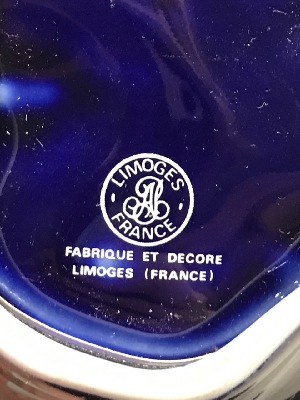 LIMOGES
FRANCE
FABRIQUE ET DECORE
LIMOGES (FRANCE)